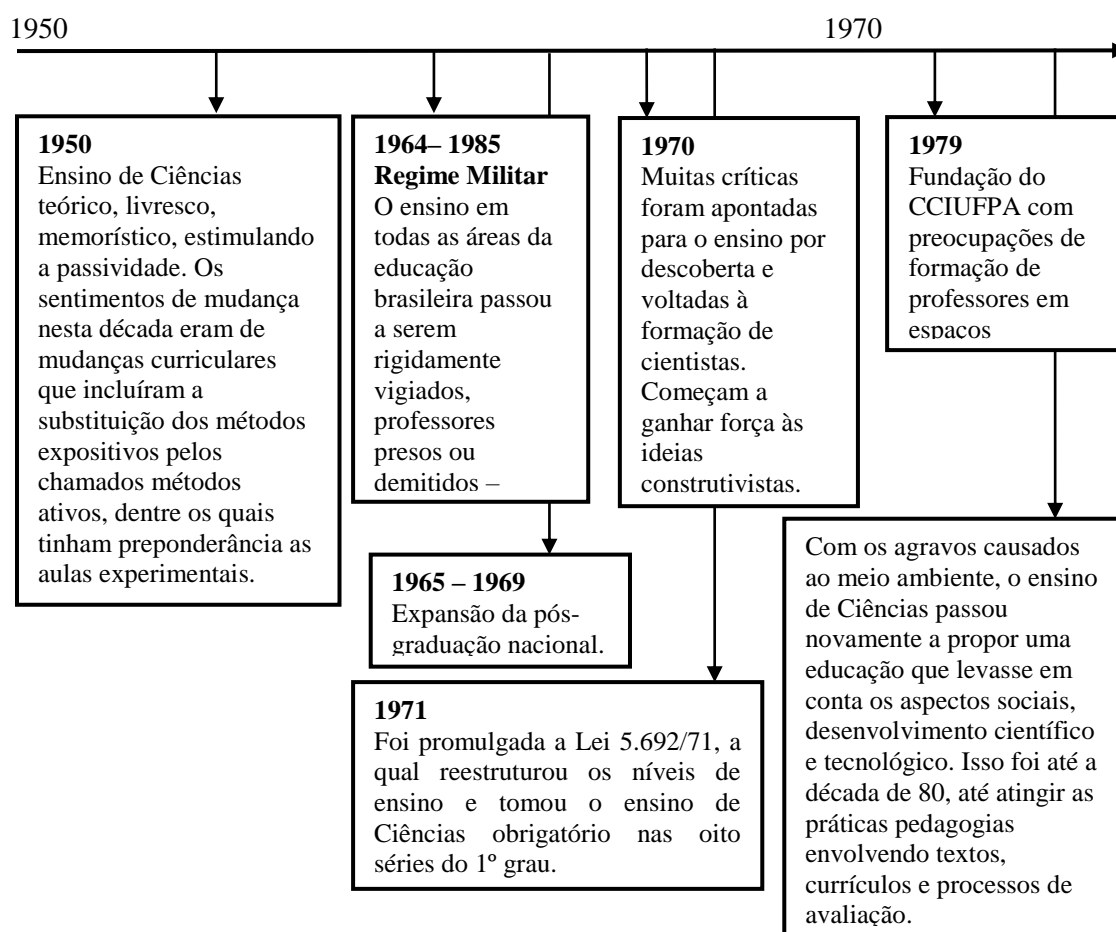 1950
1970
1950
Ensino de Ciências
teórico, livresco,
memorístico, estimulando
a passividade. Os
sentimentos de mudança
nesta década eram de
mudanças curriculares
que incluíram a
substituição dos métodos
expositivos pelos
chamados métodos
ativos, dentre os quais
tinham preponderância as
aulas experimentais.
1964– 1985
Regime Militar
O ensino em
todas as áreas da
educação
brasileira passou
a serem
rigidamente
vigiados,
professores
presos ou
demitidos –
1970
Muitas críticas
foram apontadas
para o ensino por
descoberta e
voltadas à
formação de
cientistas.
Começam a
ganhar força às
ideias
construtivistas.
1979
Fundação do
CCIUFPA com
preocupações de
formação de
professores em
espaços
1965 – 1969
Expansão da pós-
graduação nacional.
1971
Foi promulgada a Lei 5.692/71, a
qual reestruturou os níveis de
ensino e tomou o ensino de
Ciências obrigatório nas oito
séries do 1º grau.
Com os agravos causados
ao meio ambiente, o ensino
de Ciências passou
novamente a propor uma
educação que levasse em
conta os aspectos sociais,
desenvolvimento científico
e tecnológico. Isso foi até a
década de 80, até atingir as
práticas pedagogias
envolvendo textos,
currículos e processos de
avaliação.